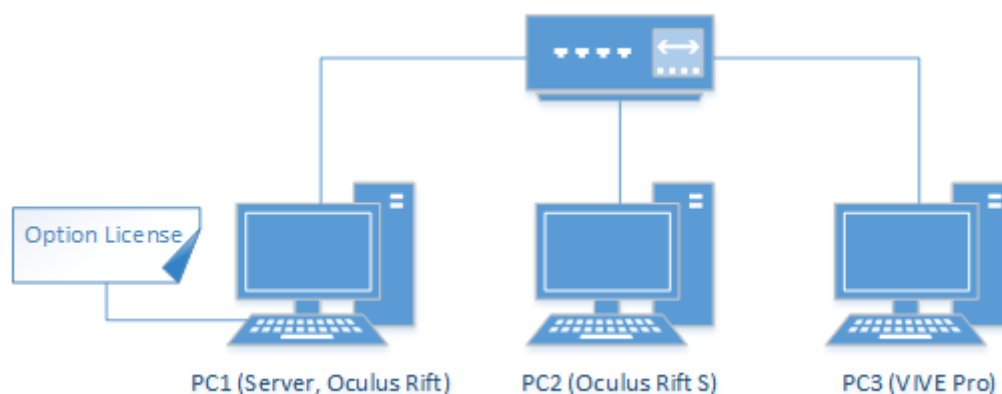 Option License
PC1 (Server, Oculus Rift)
PC2 (Oculus Rift S)
PC3 (VIVE Pro)